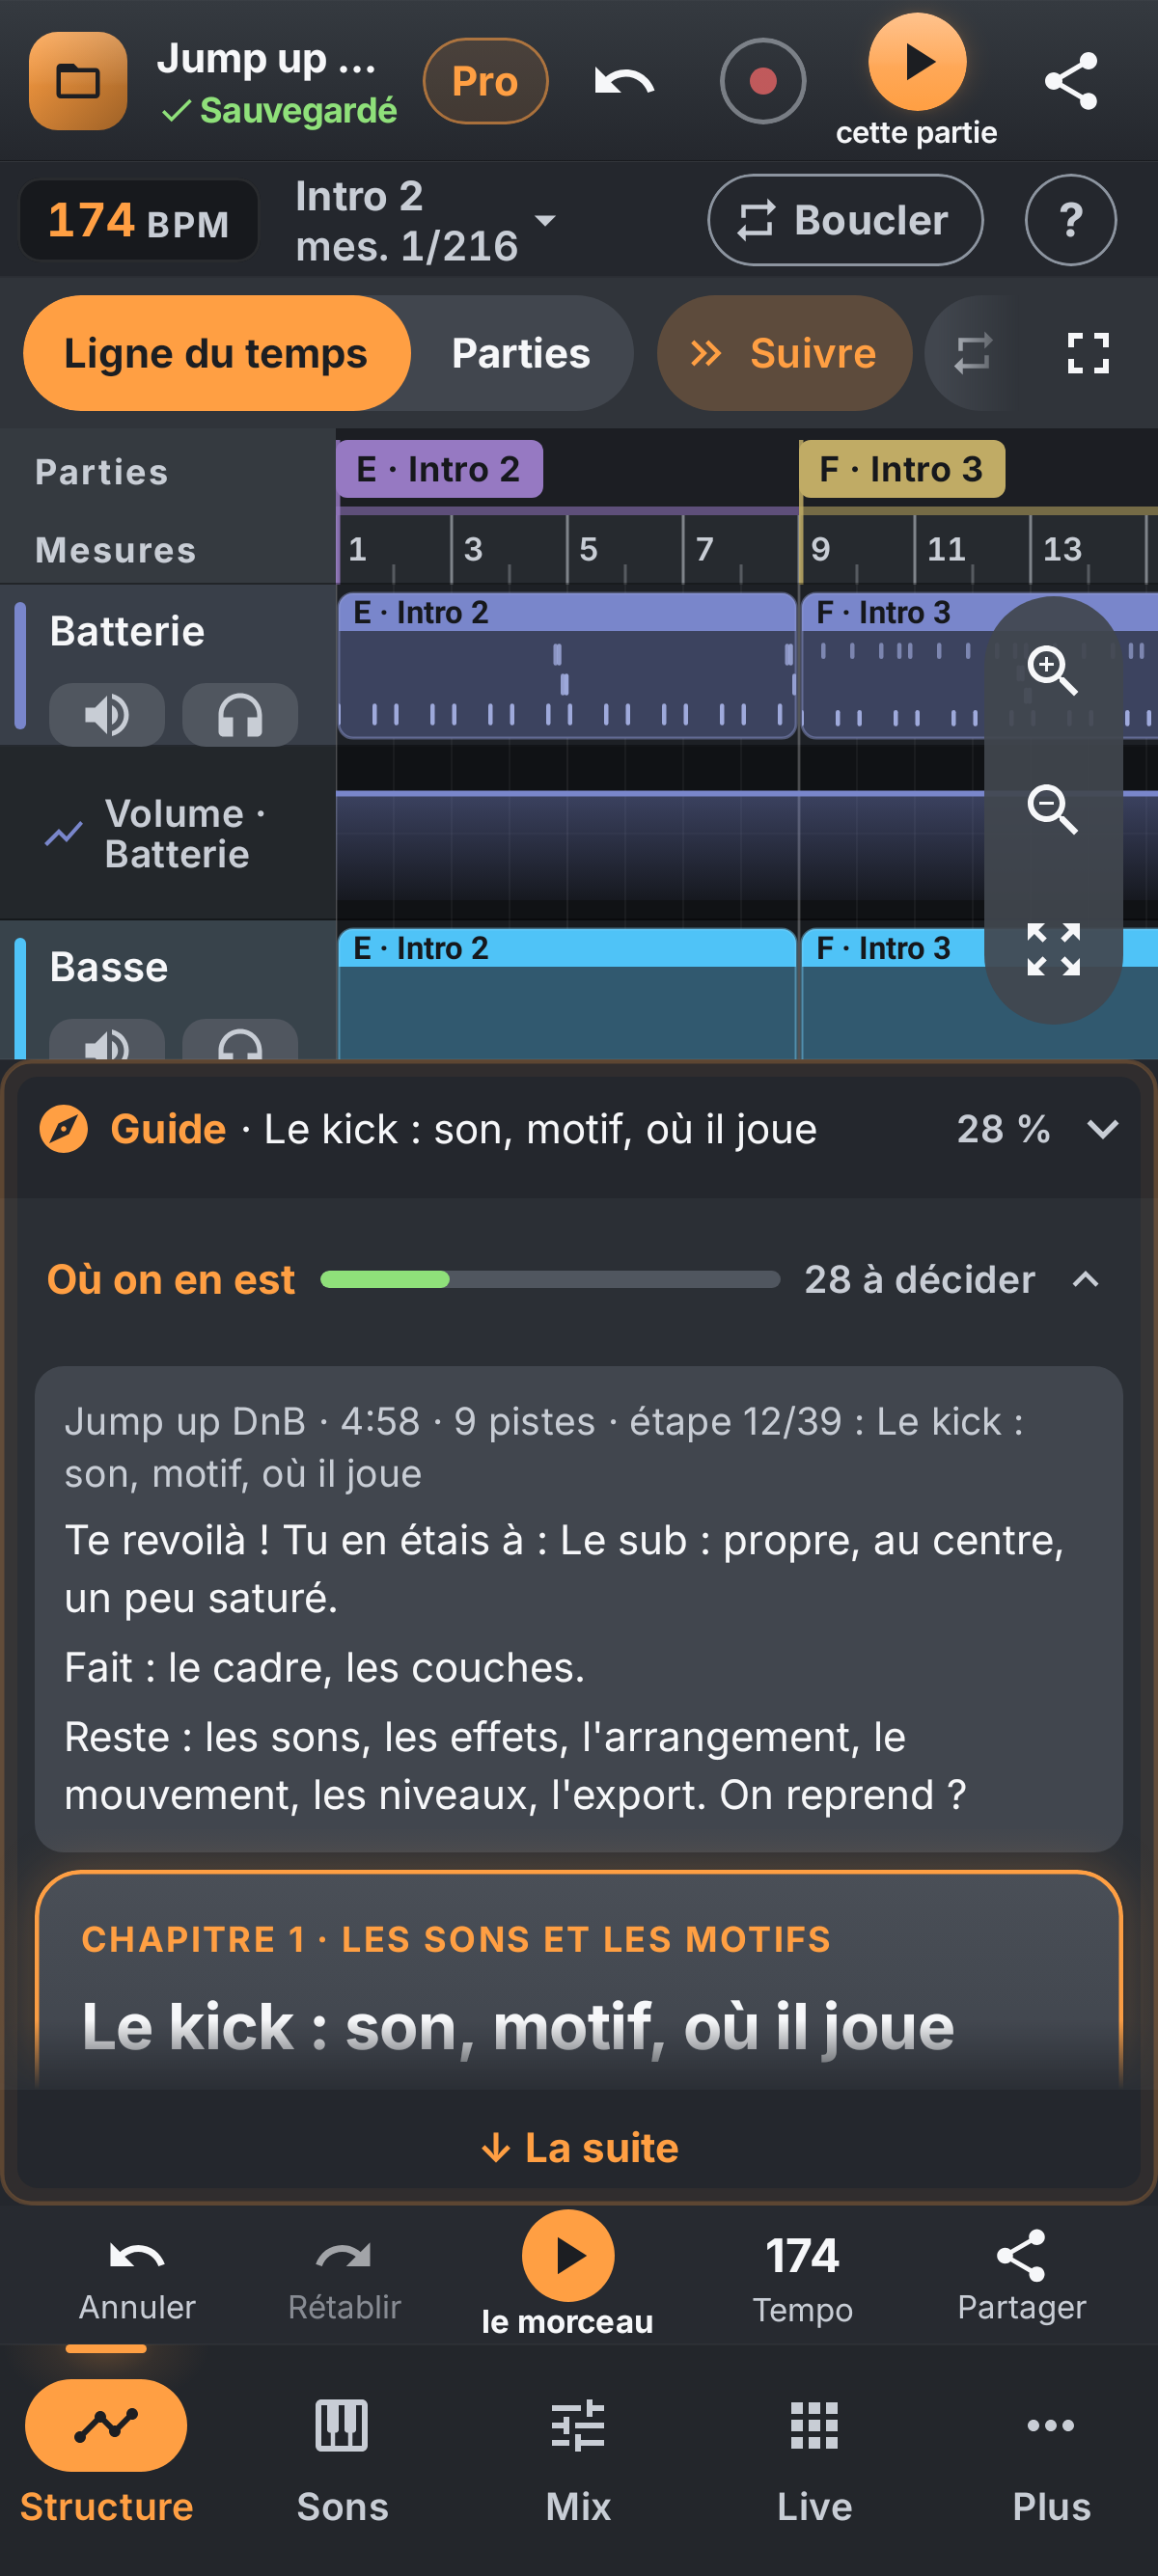 Jump up ...
Sauvegardé
Pro
cette partie
174 BPM
Intro 2
mes. 1/216
Boucler
?
Ligne du temps
Parties
Suivre
Parties
E · Intro 2
F · Intro 3
Mesures
1
3
5
7
9
11
13
Batterie
E · Intro 2
F · Intro 3
Volume ·
Batterie
Basse
E · Intro 2
F · Intro 3
Guide · Le kick : son, motif, où il joue
28 %
Où on en est
28 à décider
Jump up DnB · 4:58 · 9 pistes · étape 12/39 : Le kick :
son, motif, où il joue
Te revoilà ! Tu en étais à : Le sub : propre, au centre,
un peu saturé.
Fait : le cadre, les couches.
Reste : les sons, les effets, l'arrangement, le
mouvement, les niveaux, l'export. On reprend ?
CHAPITRE 1 · LES SONS ET LES MOTIFS
Le kick : son, motif, où il joue
↓ La suite
Annuler
Rétablir
le morceau
174
Tempo
Partager
Structure
Sons
Mix
Live
Plus